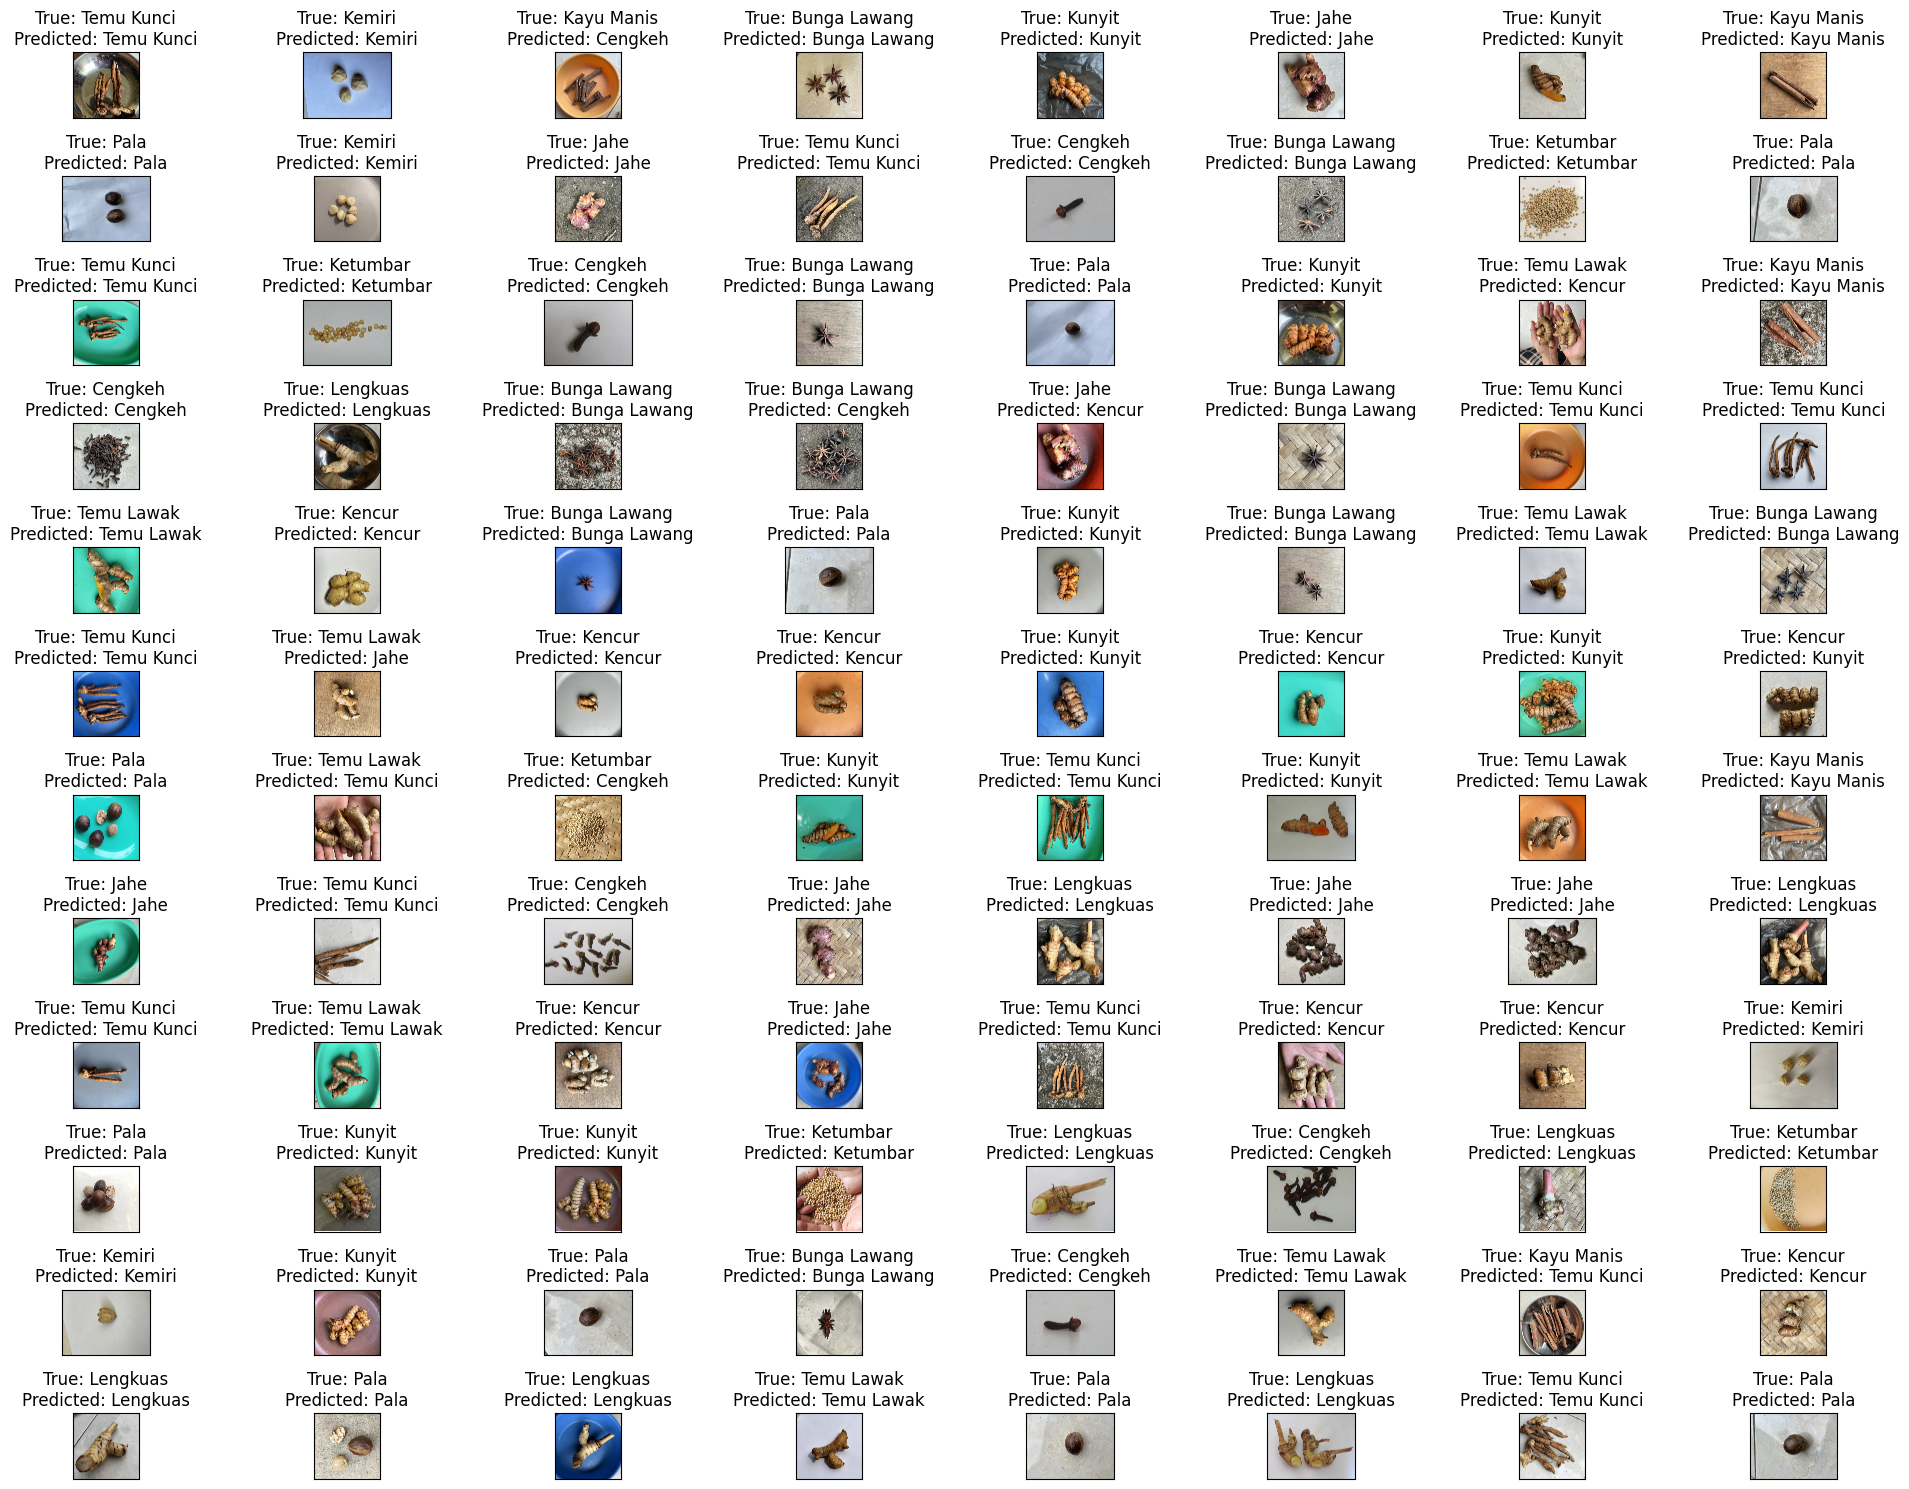 True: Temu Kunci
Predicted: Temu Kunci
True: Kemiri
Predicted: Kemiri
True: Kayu Manis
Predicted: Cengkeh
True: Bunga Lawang
Predicted: Bunga Lawang
True: Kunyit
Predicted: Kunyit
True: Jahe
Predicted: Jahe
True: Kunyit
Predicted: Kunyit
True: Kayu Manis
Predicted: Kayu Manis
True: Pala
Predicted: Pala
True: Kemiri
Predicted: Kemiri
True: Jahe
Predicted: Jahe
True: Temu Kunci
Predicted: Temu Kunci
True: Cengkeh
Predicted: Cengkeh
True: Bunga Lawang
Predicted: Bunga Lawang
True: Ketumbar
Predicted: Ketumbar
True: Pala
Predicted: Pala
True: Temu Kunci
Predicted: Temu Kunci
True: Ketumbar
Predicted: Ketumbar
True: Cengkeh
Predicted: Cengkeh
True: Bunga Lawang
Predicted: Bunga Lawang
True: Pala
Predicted: Pala
True: Kunyit
Predicted: Kunyit
True: Temu Lawak
Predicted: Kencur
True: Kayu Manis
Predicted: Kayu Manis
True: Cengkeh
Predicted: Cengkeh
True: Lengkuas
Predicted: Lengkuas
True: Bunga Lawang
Predicted: Bunga Lawang
True: Bunga Lawang
Predicted: Cengkeh
True: Jahe
Predicted: Kencur
True: Bunga Lawang
Predicted: Bunga Lawang
True: Temu Kunci
Predicted: Temu Kunci
True: Temu Kunci
Predicted: Temu Kunci
True: Temu Lawak
Predicted: Temu Lawak
True: Kencur
Predicted: Kencur
True: Bunga Lawang
Predicted: Bunga Lawang
True: Pala
Predicted: Pala
True: Kunyit
Predicted: Kunyit
True: Bunga Lawang
Predicted: Bunga Lawang
True: Temu Lawak
Predicted: Temu Lawak
True: Bunga Lawang
Predicted: Bunga Lawang
True: Temu Kunci
Predicted: Temu Kunci
True: Temu Lawak
Predicted: Jahe
True: Kencur
Predicted: Kencur
True: Kencur
Predicted: Kencur
True: Kunyit
Predicted: Kunyit
True: Kencur
Predicted: Kencur
True: Kunyit
Predicted: Kunyit
True: Kencur
Predicted: Kunyit
True: Pala
Predicted: Pala
True: Temu Lawak
Predicted: Temu Kunci
True: Ketumbar
Predicted: Cengkeh
True: Kunyit
Predicted: Kunyit
True: Temu Kunci
Predicted: Temu Kunci
True: Kunyit
Predicted: Kunyit
True: Temu Lawak
Predicted: Temu Lawak
True: Kayu Manis
Predicted: Kayu Manis
True: Jahe
Predicted: Jahe
True: Temu Kunci
Predicted: Temu Kunci
True: Cengkeh
Predicted: Cengkeh
True: Jahe
Predicted: Jahe
True: Lengkuas
Predicted: Lengkuas
True: Jahe
Predicted: Jahe
True: Jahe
Predicted: Jahe
True: Lengkuas
Predicted: Lengkuas
True: Temu Kunci
Predicted: Temu Kunci
True: Temu Lawak
Predicted: Temu Lawak
True: Kencur
Predicted: Kencur
True: Jahe
Predicted: Jahe
True: Temu Kunci
Predicted: Temu Kunci
True: Kencur
Predicted: Kencur
True: Kencur
Predicted: Kencur
True: Kemiri
Predicted: Kemiri
True: Pala
Predicted: Pala
True: Kunyit
Predicted: Kunyit
True: Kunyit
Predicted: Kunyit
True: Ketumbar
Predicted: Ketumbar
True: Lengkuas
Predicted: Lengkuas
True: Cengkeh
Predicted: Cengkeh
True: Lengkuas
Predicted: Lengkuas
True: Ketumbar
Predicted: Ketumbar
True: Kemiri
Predicted: Kemiri
True: Kunyit
Predicted: Kunyit
True: Pala
Predicted: Pala
True: Bunga Lawang
Predicted: Bunga Lawang
True: Cengkeh
Predicted: Cengkeh
True: Temu Lawak
Predicted: Temu Lawak
True: Kayu Manis
Predicted: Temu Kunci
True: Kencur
Predicted: Kencur
True: Lengkuas
Predicted: Lengkuas
True: Pala
Predicted: Pala
True: Lengkuas
Predicted: Lengkuas
True: Temu Lawak
Predicted: Temu Lawak
True: Pala
Predicted: Pala
True: Lengkuas
Predicted: Lengkuas
True: Temu Kunci
Predicted: Temu Kunci
True: Pala
Predicted: Pala